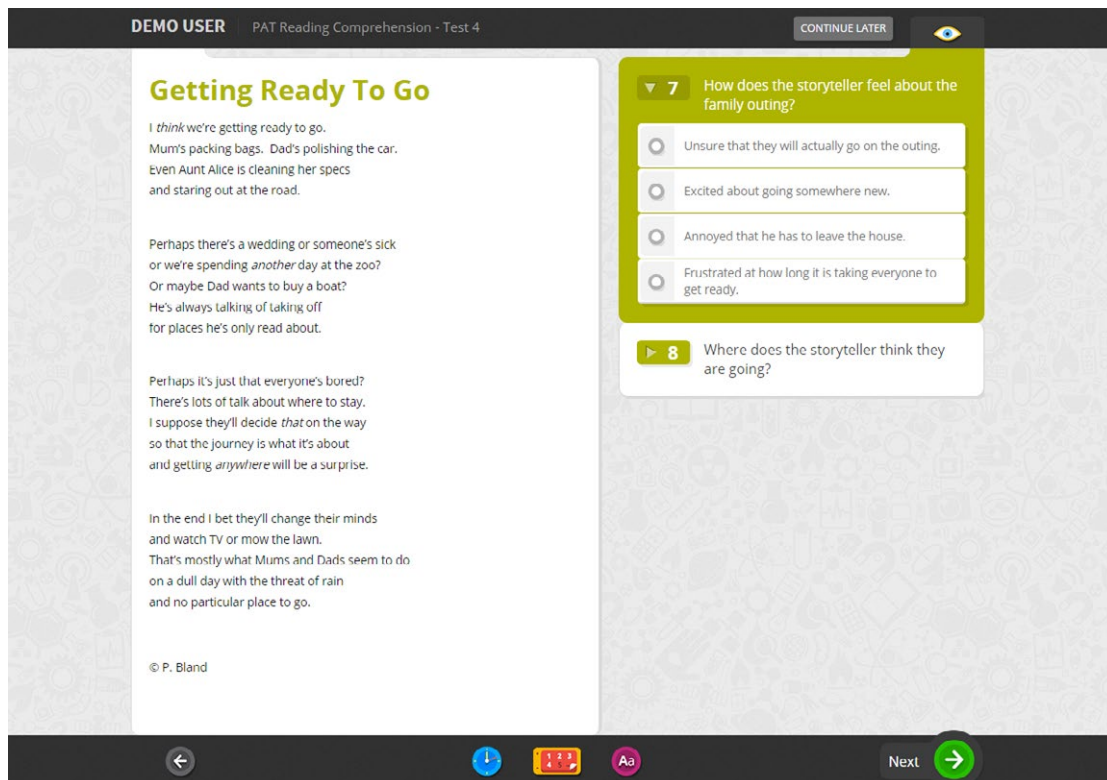 DEMO USER
PAT Reading Comprehension - Test 4
CONTINUE LATER
Getting Ready To Go
I think we're getting ready to go.
Mum's packing bags. Dad's polishing the car.
Even Aunt Alice is cleaning her specs
and staring out at the road.
Perhaps there's a wedding or someone's sick
or we're spending another day at the zoo?
Or maybe Dad wants to buy a boat?
He's always talking of taking off
for places he's only read about.
Perhaps it's just that everyone's bored?
There's lots of talk about where to stay.
I suppose they'll decide that on the way
so that the journey is what it's about
and getting anywhere will be a surprise.
In the end I bet they'll change their minds
and watch TV or mow the lawn.
That's mostly what Mums and Dads seem to do
on a dull day with the threat of rain
and no particular place to go.
© P. Bland
7
How does the storyteller feel about the
family outing?
Unsure that they will actually go on the outing.
Excited about going somewhere new.
Annoyed that he has to leave the house.
Frustrated at how long it is taking everyone to
get ready.
8
Where does the storyteller think they
are going?
1 2 3
Aa
Next